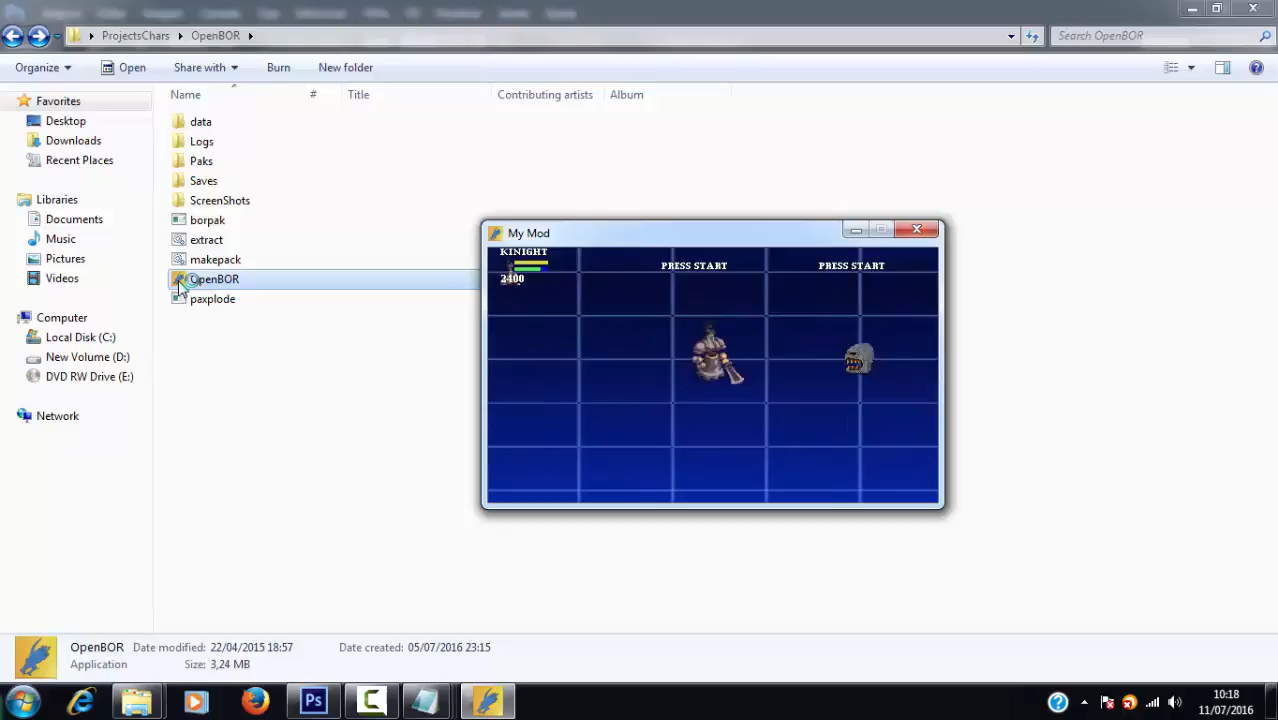 ProjectsChars OpenBOR Search OpenBOR
Organize Open Share with Burn New folder
Name # Title Contributing artists Album
Favorites
Desktop
Downloads
Recent Places
Libraries
Documents
Music
Pictures
Videos
Computer
Local Disk (C:)
New Volume (D:)
DVD RW Drive (E:)
Network
data
Logs
Paks
Saves
ScreenShots
borpak
extract
makepack
OpenBOR
paxplode
My Mod
KINIGHT
2400
PRESS START PRESS START
OpenBOR Date modified: 22/04/2015 18:57 Date created: 05/07/2016 23:15
Application Size: 3,24 MB
Ps
10:18
11/07/2016